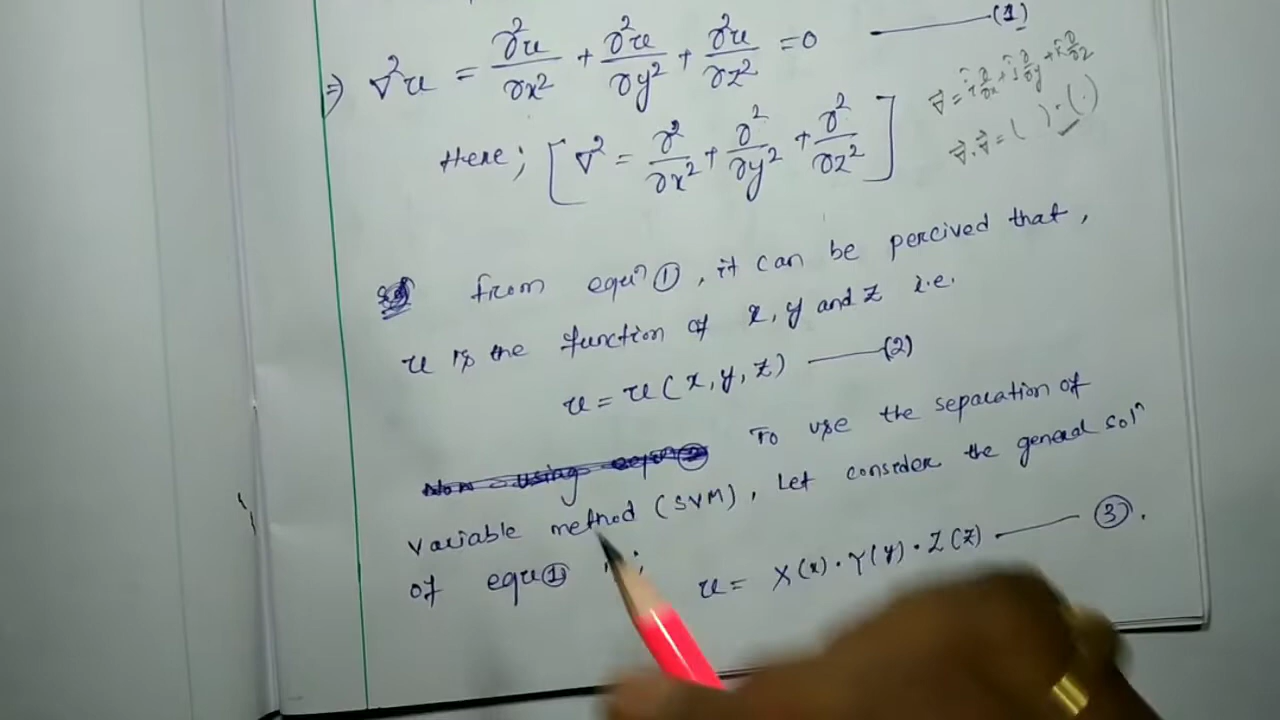 ⇒ ∇²u = ∂²u/∂x² + ∂²u/∂y² + ∂²u/∂z² = 0 ——(1)
∇⃗ = î ∂/∂x + ĵ ∂/∂y + k̂ ∂/∂z
Here; [∇² = ∂²/∂x² + ∂²/∂y² + ∂²/∂z²]
∇⃗.∇⃗ = ( ) · (.)
from equⁿ ①, it can be percived that,
u is the function of x, y and z i.e.
u = u(x, y, z) ——(2)
To use the separation of
variable method (SVM), Let consider the general solⁿ
of equ ① ;
u = X(x) · Y(y) · Z(z) —— ③.